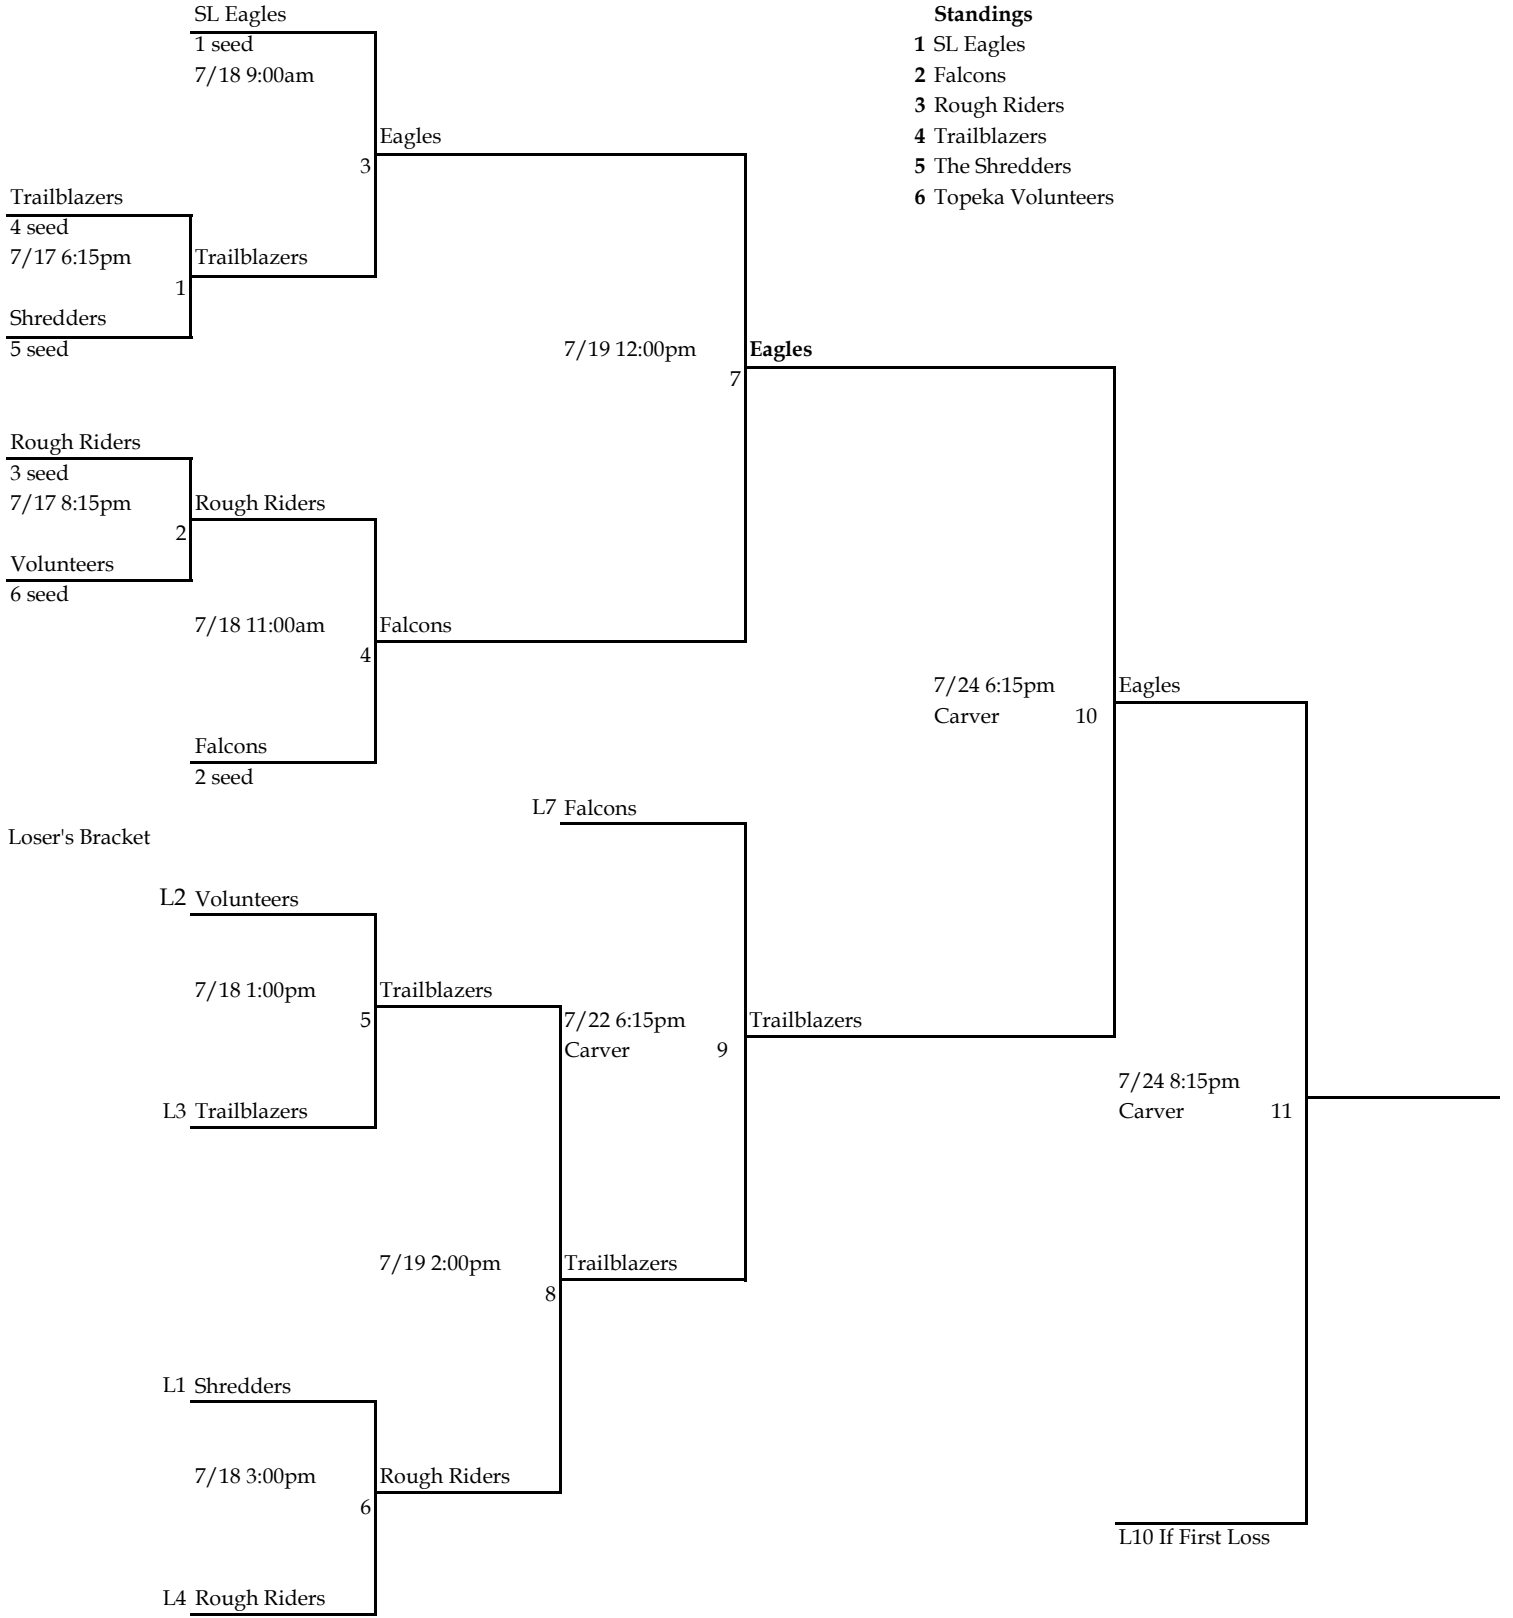 SL Eagles
1 seed
7/18 9:00am
Standings
1 SL Eagles
2 Falcons
3 Rough Riders
4 Trailblazers
5 The Shredders
6 Topeka Volunteers
Eagles
3
Trailblazers
4 seed
7/17 6:15pm
Trailblazers
1
Shredders
5 seed
7/19 12:00pm
Eagles
7
Rough Riders
3 seed
7/17 8:15pm
Rough Riders
2
Volunteers
6 seed
7/18 11:00am
Falcons
4
7/24 6:15pm
Carver 10
Eagles
Falcons
2 seed
L7 Falcons
Loser's Bracket
L2 Volunteers
7/18 1:00pm
Trailblazers
5
7/22 6:15pm
Carver 9
Trailblazers
L3 Trailblazers
7/24 8:15pm
Carver 11
7/19 2:00pm
Trailblazers
8
L1 Shredders
7/18 3:00pm
Rough Riders
6
L10 If First Loss
L4 Rough Riders